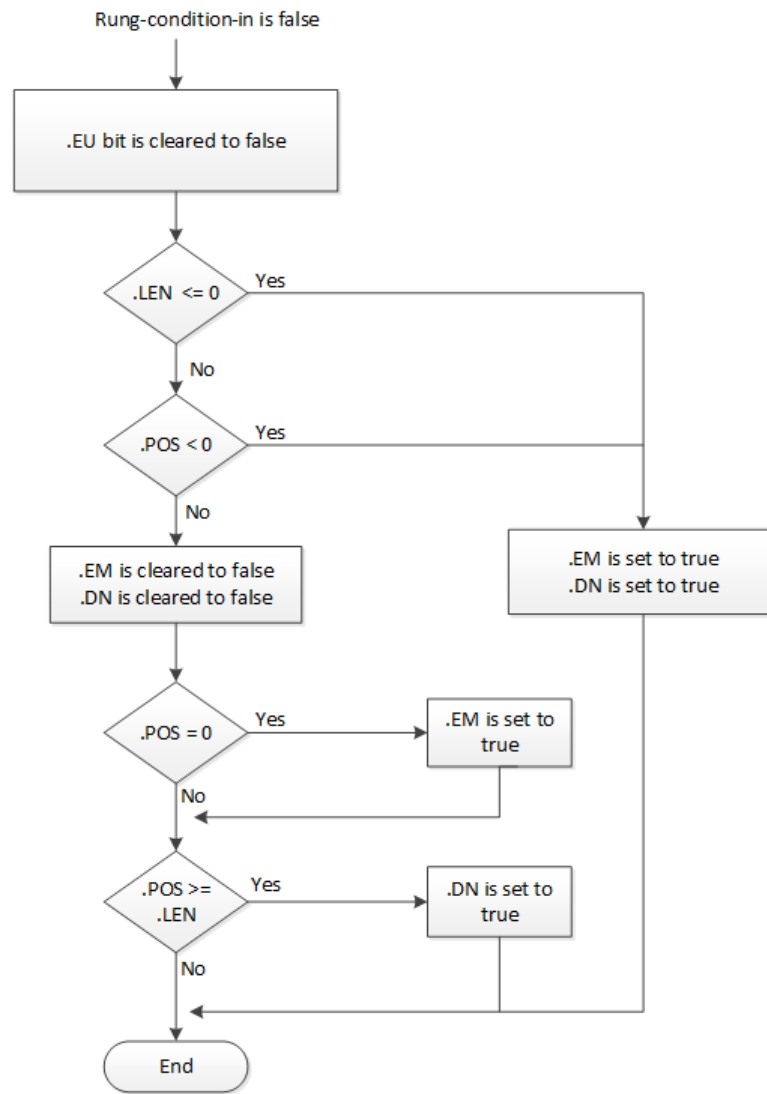 Rung-condition-in is false
.EU bit is cleared to false
.LEN <= 0
Yes
No
.POS < 0
Yes
No
.EM is cleared to false
.DN is cleared to false
.EM is set to true
.DN is set to true
.POS = 0
Yes
.EM is set to
true
No
.POS >=
.LEN
Yes
.DN is set to
true
No
End